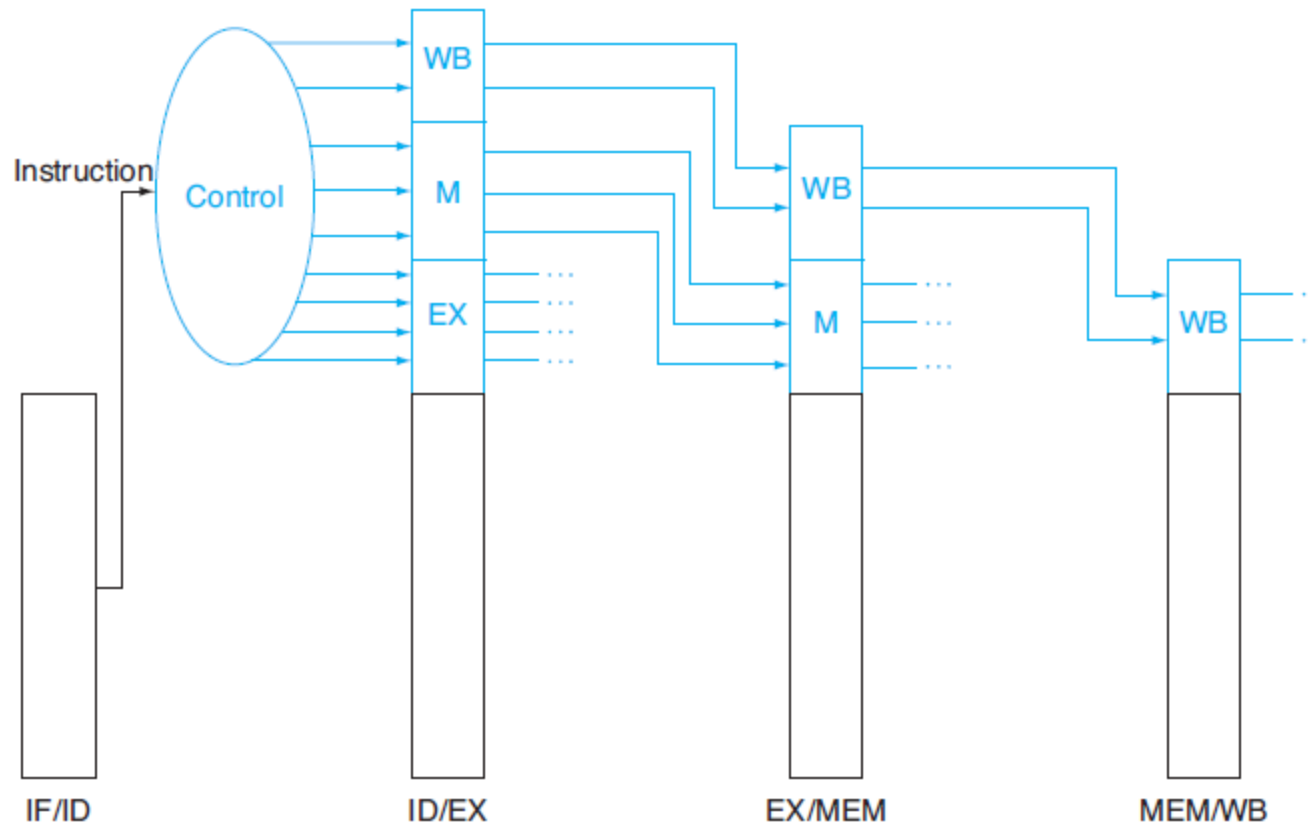 WB
Instruction
Control
M
WB
EX
...
...
...
...
M
...
...
...
WB
IF/ID
ID/EX
EX/MEM
MEM/WB